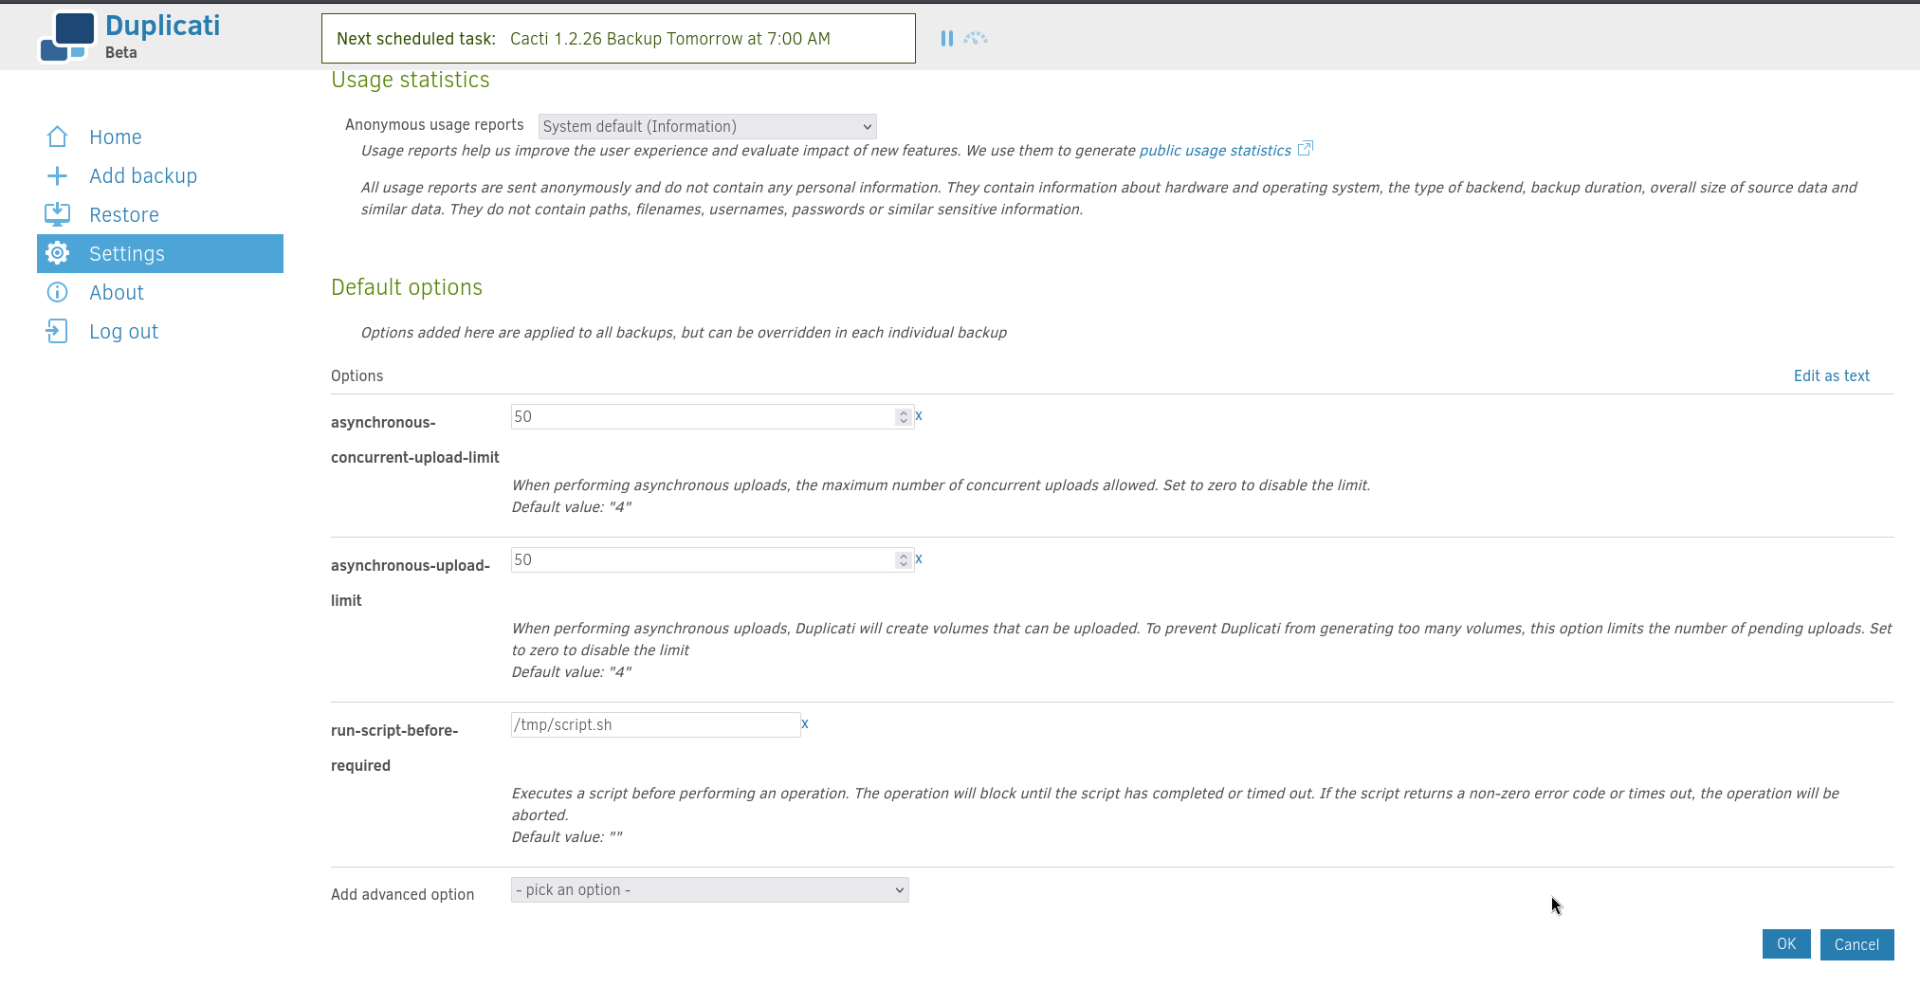 Duplicati
Beta
Next scheduled task: Cacti 1.2.26 Backup Tomorrow at 7:00 AM
Home
Add backup
Restore
Settings
About
Log out
Usage statistics
Anonymous usage reports System default (Information)
Usage reports help us improve the user experience and evaluate impact of new features. We use them to generate public usage statistics
All usage reports are sent anonymously and do not contain any personal information. They contain information about hardware and operating system, the type of backend, backup duration, overall size of source data and
similar data. They do not contain paths, filenames, usernames, passwords or similar sensitive information.
Default options
Options added here are applied to all backups, but can be overridden in each individual backup
Options Edit as text
asynchronous-
concurrent-upload-limit
50 x
When performing asynchronous uploads, the maximum number of concurrent uploads allowed. Set to zero to disable the limit.
Default value: "4"
asynchronous-upload-
limit
50 x
When performing asynchronous uploads, Duplicati will create volumes that can be uploaded. To prevent Duplicati from generating too many volumes, this option limits the number of pending uploads. Set
to zero to disable the limit
Default value: "4"
run-script-before-
required
/tmp/script.sh x
Executes a script before performing an operation. The operation will block until the script has completed or timed out. If the script returns a non-zero error code or times out, the operation will be
aborted.
Default value: ""
Add advanced option - pick an option -
OK Cancel